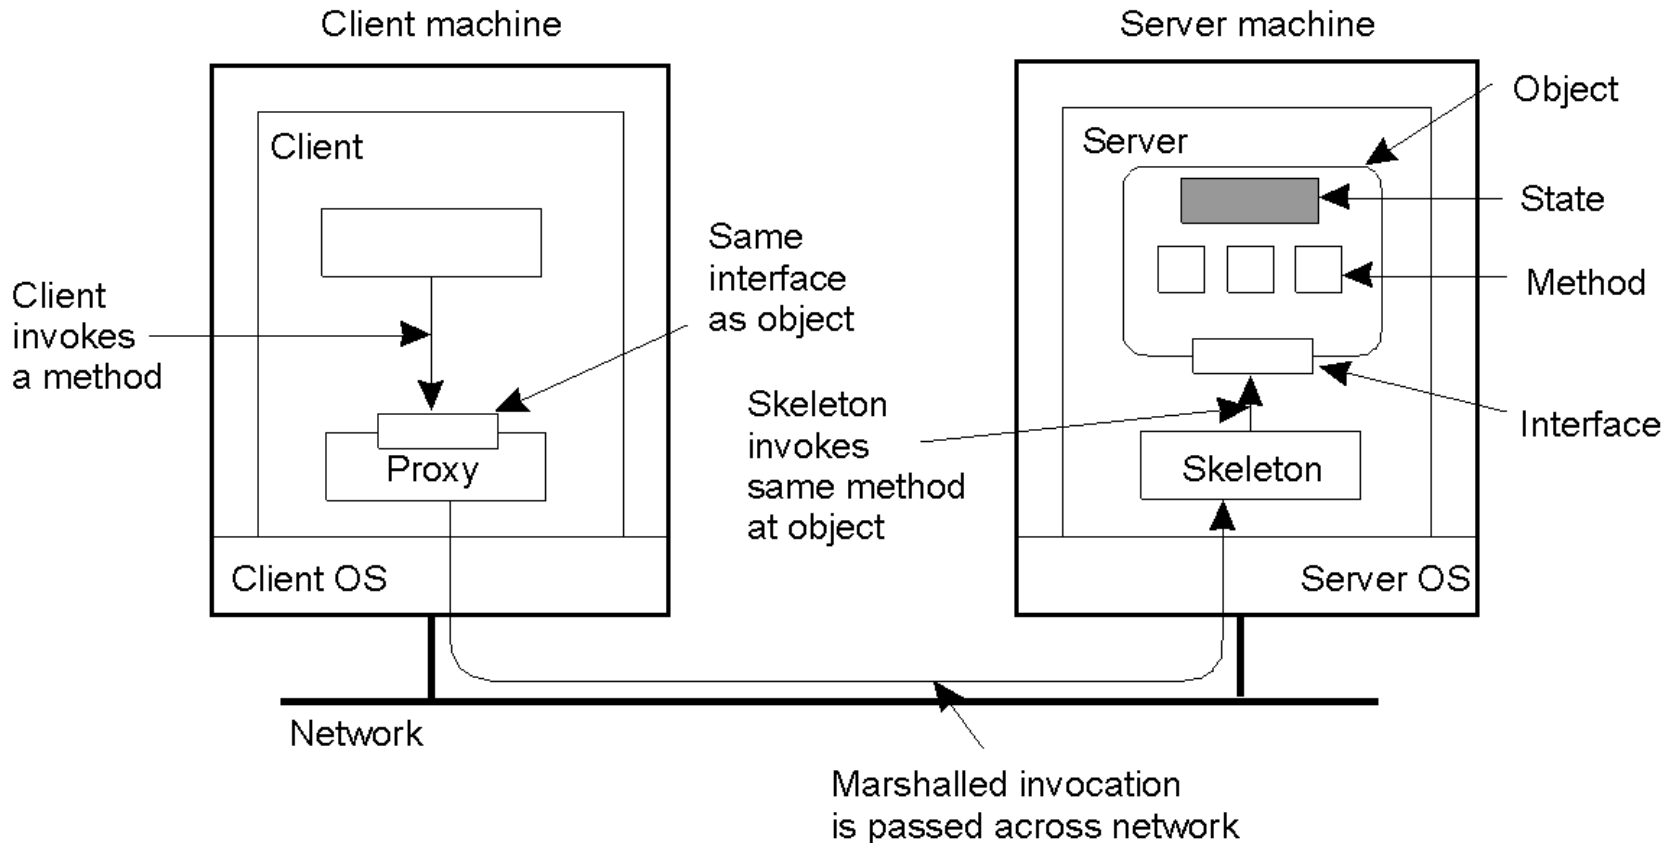 Client machine
Server machine
Object
Client
Server
State
Same
interface
as object
Client
invokes
a method
Method
Skeleton
invokes
same method
at object
Interface
Proxy
Skeleton
Client OS
Server OS
Network
Marshalled invocation
is passed across network